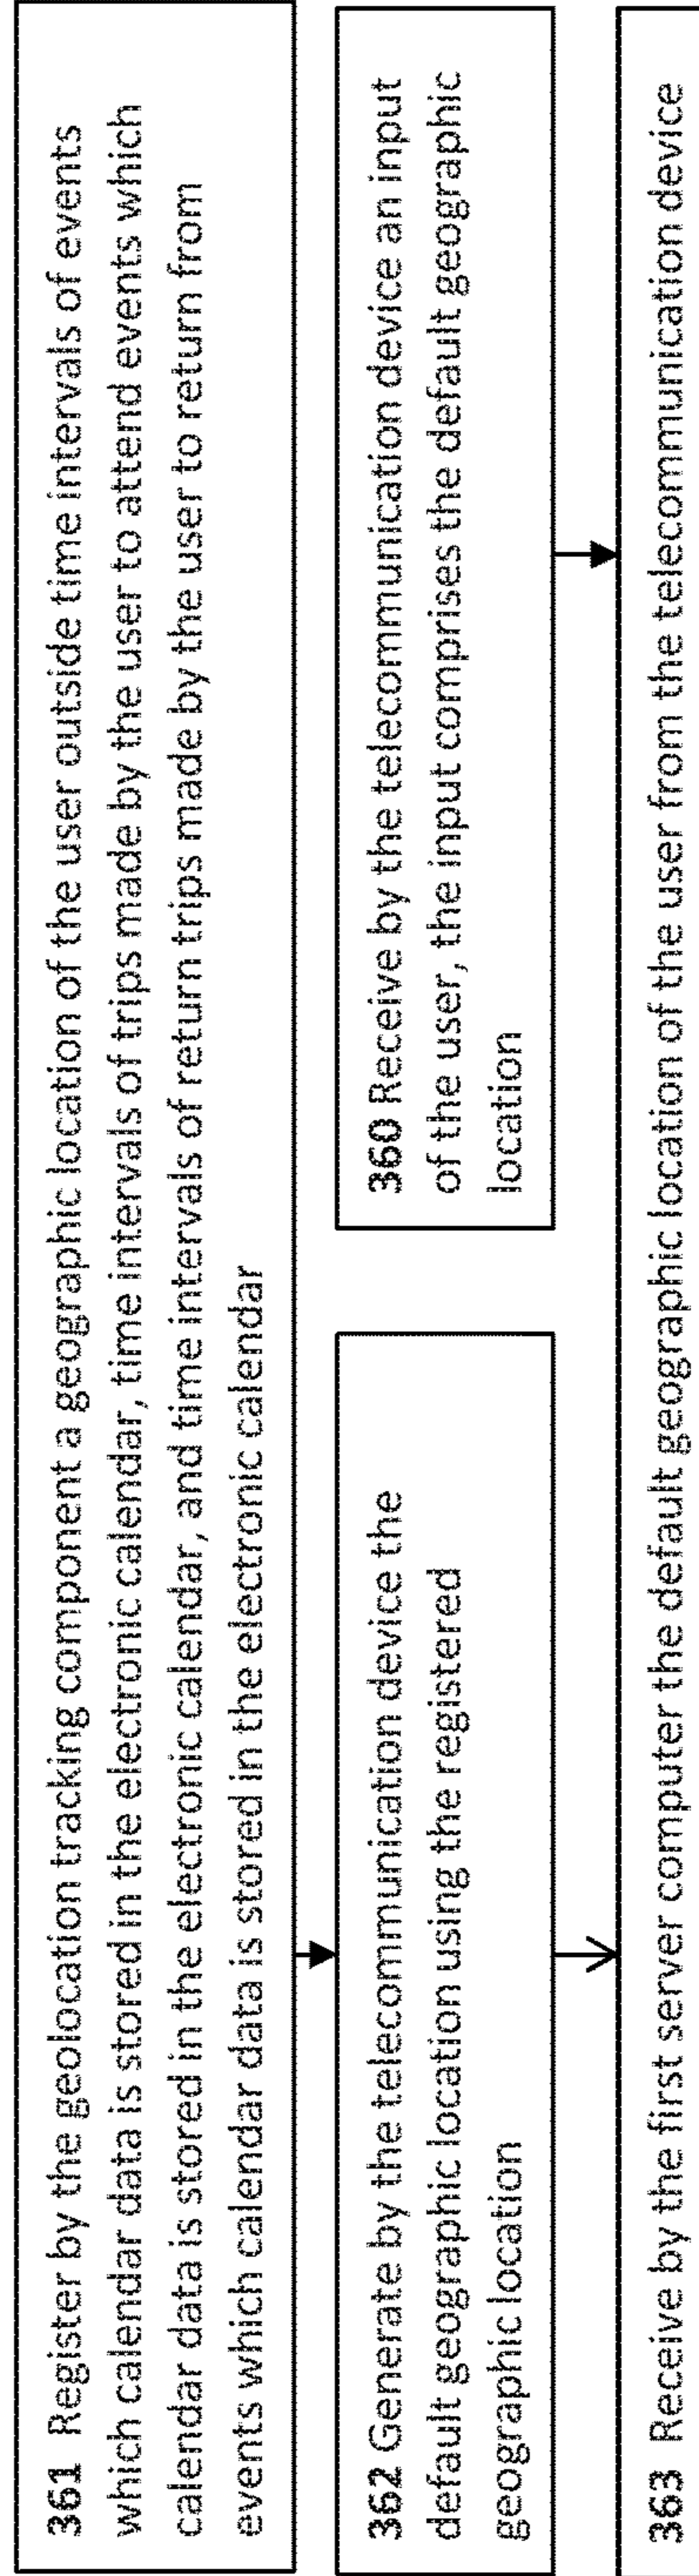 361 Register by the geolocation tracking component a geographic location of the user outside time intervals of events
which calendar data is stored in the electronic calendar, time intervals of trips made by the user to attend events which
calendar data is stored in the electronic calendar, and time intervals of return trips made by the user to return from
events which calendar data is stored in the electronic calendar
362 Generate by the telecommunication device the
default geographic location using the registered
geographic location
360 Receive by the telecommunication device an input
of the user, the input comprises the default geographic
location
363 Receive by the first server computer the default geographic location of the user from the telecommunication device